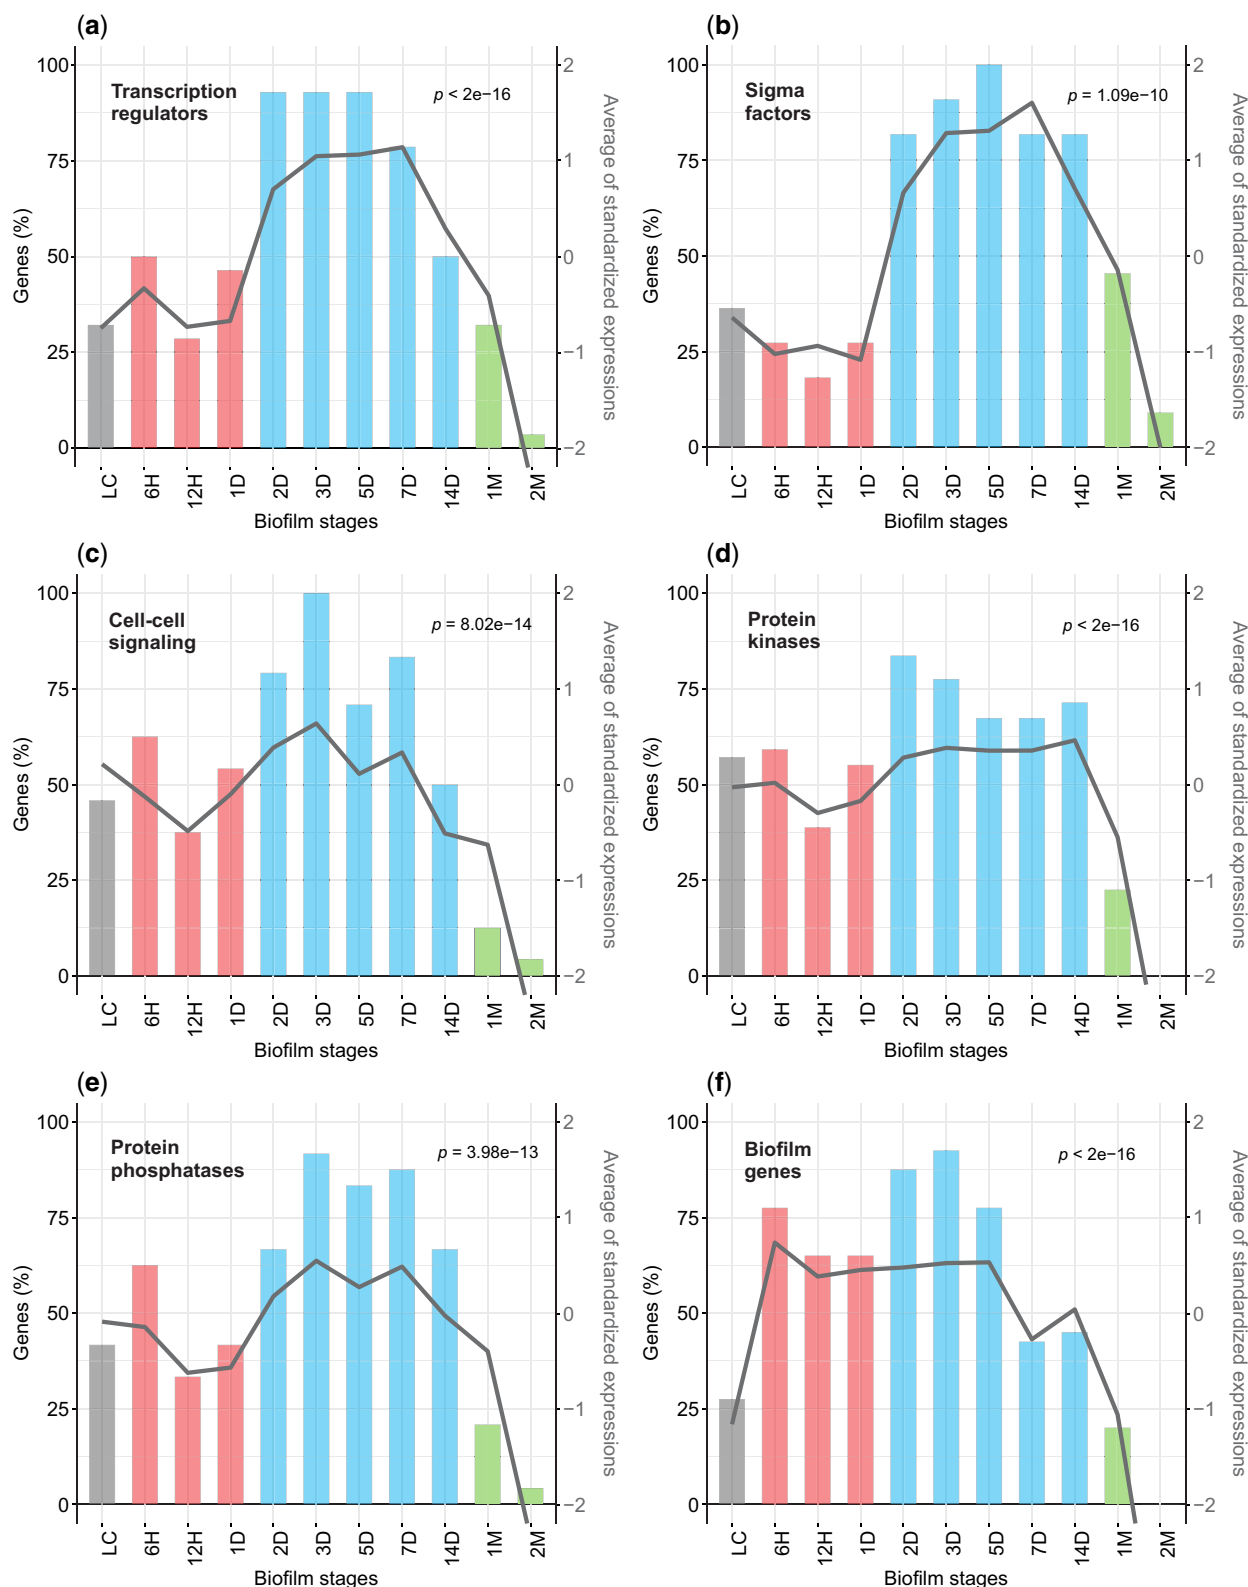 (a)
Transcription
regulators
p < 2e−16
100
75
50
25
0
2
1
0
−1
−2
Genes (%)
Average of standardized expressions
LC 6H 12H 1D 2D 3D 5D 7D 14D 1M 2M
Biofilm stages
(b)
Sigma
factors
p = 1.09e−10
100
75
50
25
0
2
1
0
−1
−2
Genes (%)
Average of standardized expressions
LC 6H 12H 1D 2D 3D 5D 7D 14D 1M 2M
Biofilm stages
(c)
Cell-cell
signaling
p = 8.02e−14
100
75
50
25
0
2
1
0
−1
−2
Genes (%)
Average of standardized expressions
LC 6H 12H 1D 2D 3D 5D 7D 14D 1M 2M
Biofilm stages
(d)
Protein
kinases
p < 2e−16
100
75
50
25
0
2
1
0
−1
−2
Genes (%)
Average of standardized expressions
LC 6H 12H 1D 2D 3D 5D 7D 14D 1M 2M
Biofilm stages
(e)
Protein
phosphatases
p = 3.98e−13
100
75
50
25
0
2
1
0
−1
−2
Genes (%)
Average of standardized expressions
LC 6H 12H 1D 2D 3D 5D 7D 14D 1M 2M
Biofilm stages
(f)
Biofilm
genes
p < 2e−16
100
75
50
25
0
2
1
0
−1
−2
Genes (%)
Average of standardized expressions
LC 6H 12H 1D 2D 3D 5D 7D 14D 1M 2M
Biofilm stages